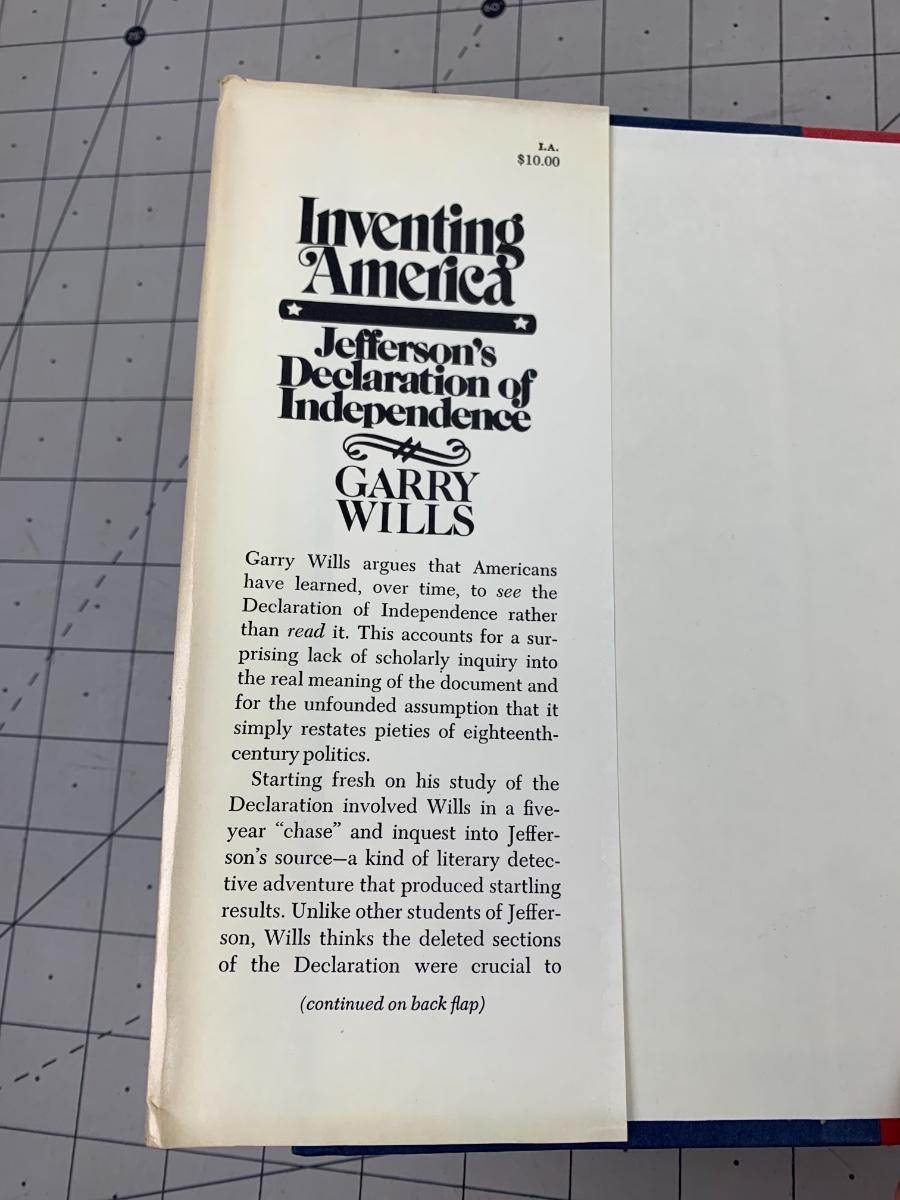 75°
60°
I.A.
$10.00
Inventing
America
Jefferson's
Declaration of
Independence
GARRY
WILLS
Garry Wills argues that Americans
have learned, over time, to see the
Declaration of Independence rather
than read it. This accounts for a sur-
prising lack of scholarly inquiry into
the real meaning of the document and
for the unfounded assumption that it
simply restates pieties of eighteenth-
century politics.
Starting fresh on his study of the
Declaration involved Wills in a five-
year “chase” and inquest into Jeffer-
son’s source—a kind of literary detec-
tive adventure that produced startling
results. Unlike other students of Jeffer-
son, Wills thinks the deleted sections
of the Declaration were crucial to
(continued on back flap)